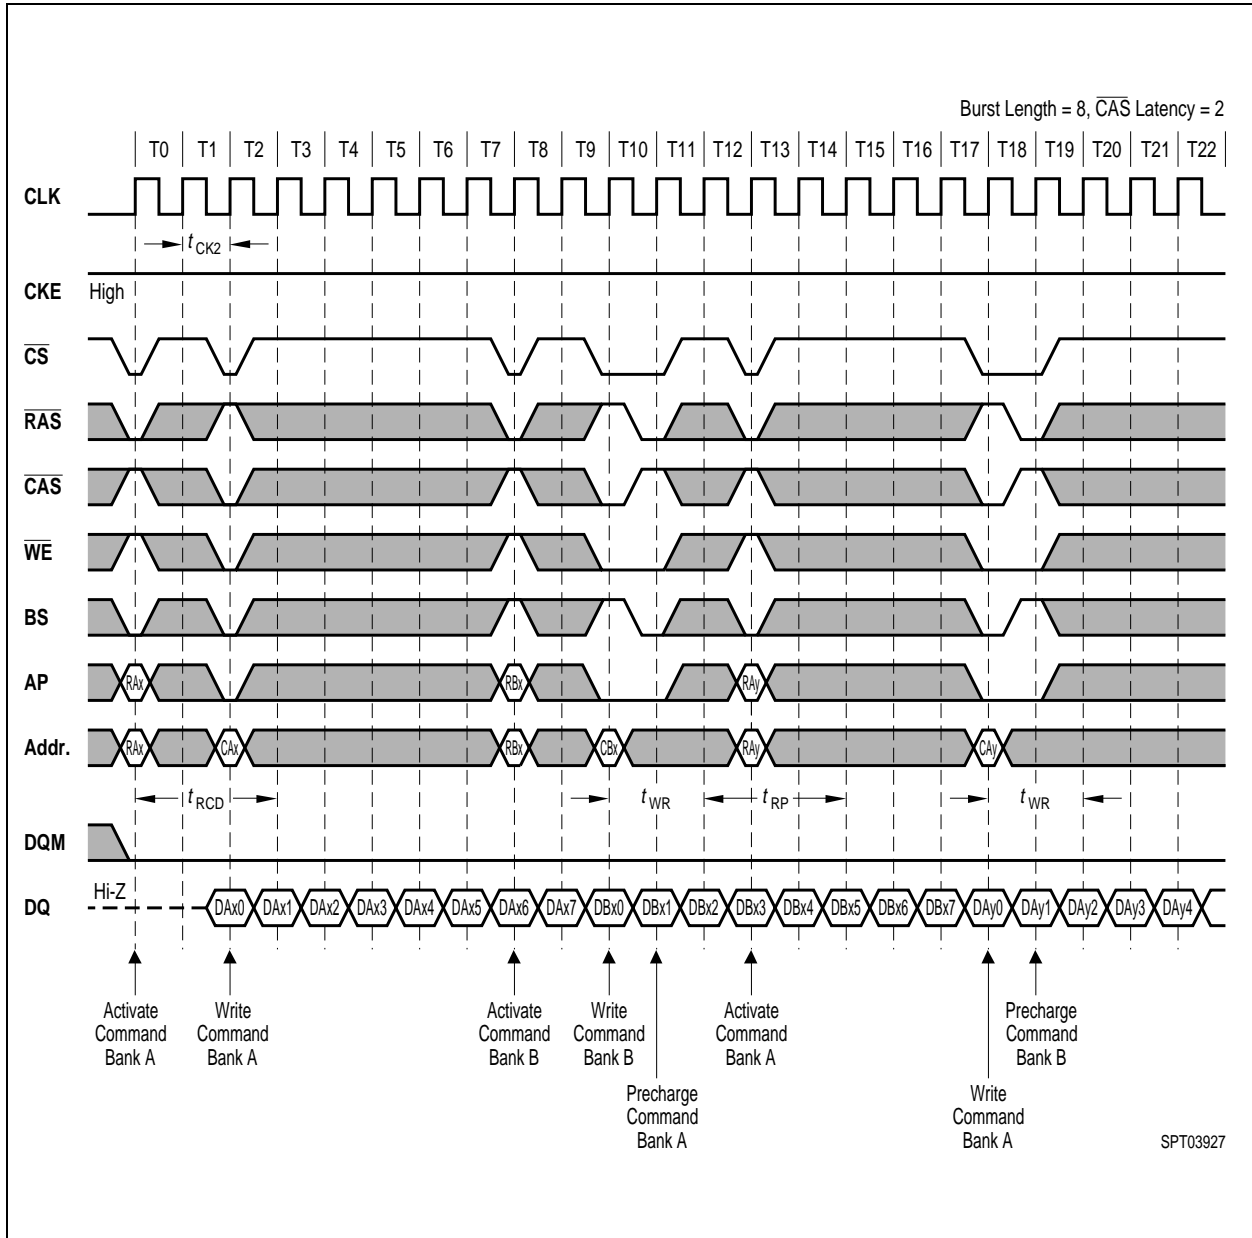 Burst Length = 8, CAS Latency = 2
T0 T1 T2 T3 T4 T5 T6 T7 T8 T9 T10 T11 T12 T13 T14 T15 T16 T17 T18 T19 T20 T21 T22
CLK
t CK2
CKE High
CS
RAS
CAS
WE
BS
AP RAx RBx RAy
Addr. RAx CAx RBx CBx RAy CAy
t RCD t WR t RP t WR
DQM
Hi-Z
DQ DAx0 DAx1 DAx2 DAx3 DAx4 DAx5 DAx6 DAx7 DBx0 DBx1 DBx2 DBx3 DBx4 DBx5 DBx6 DBx7 DAy0 DAy1 DAy2 DAy3 DAy4
Activate
Command
Bank A
Write
Command
Bank A
Activate
Command
Bank B
Write
Command
Bank B
Precharge
Command
Bank A
Activate
Command
Bank A
Write
Command
Bank A
Precharge
Command
Bank B
SPT03927